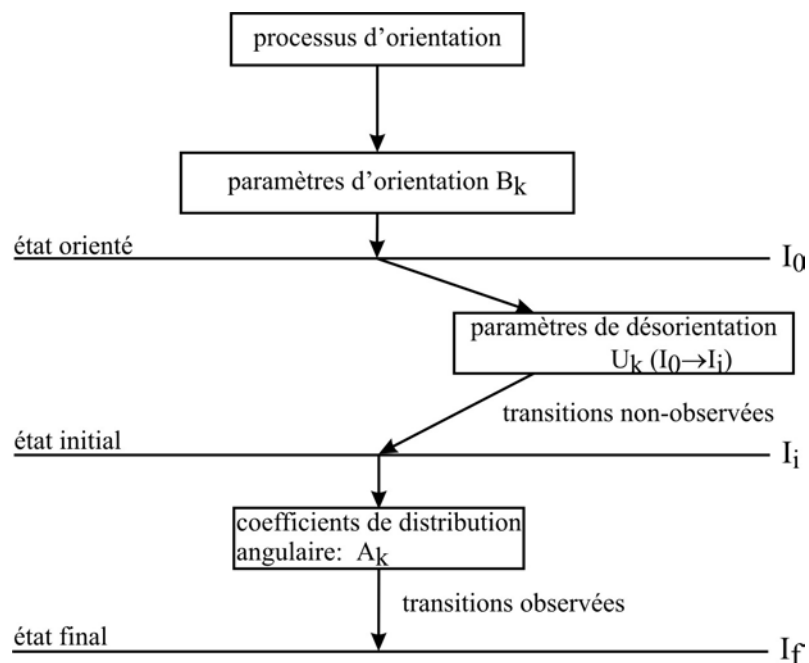 processus d’orientation
paramètres d’orientation Bk
état orienté I0
paramètres de désorientation
Uk (I0→Ii)
transitions non-observées
état initial Ii
coefficients de distribution
angulaire: Ak
transitions observées
état final If